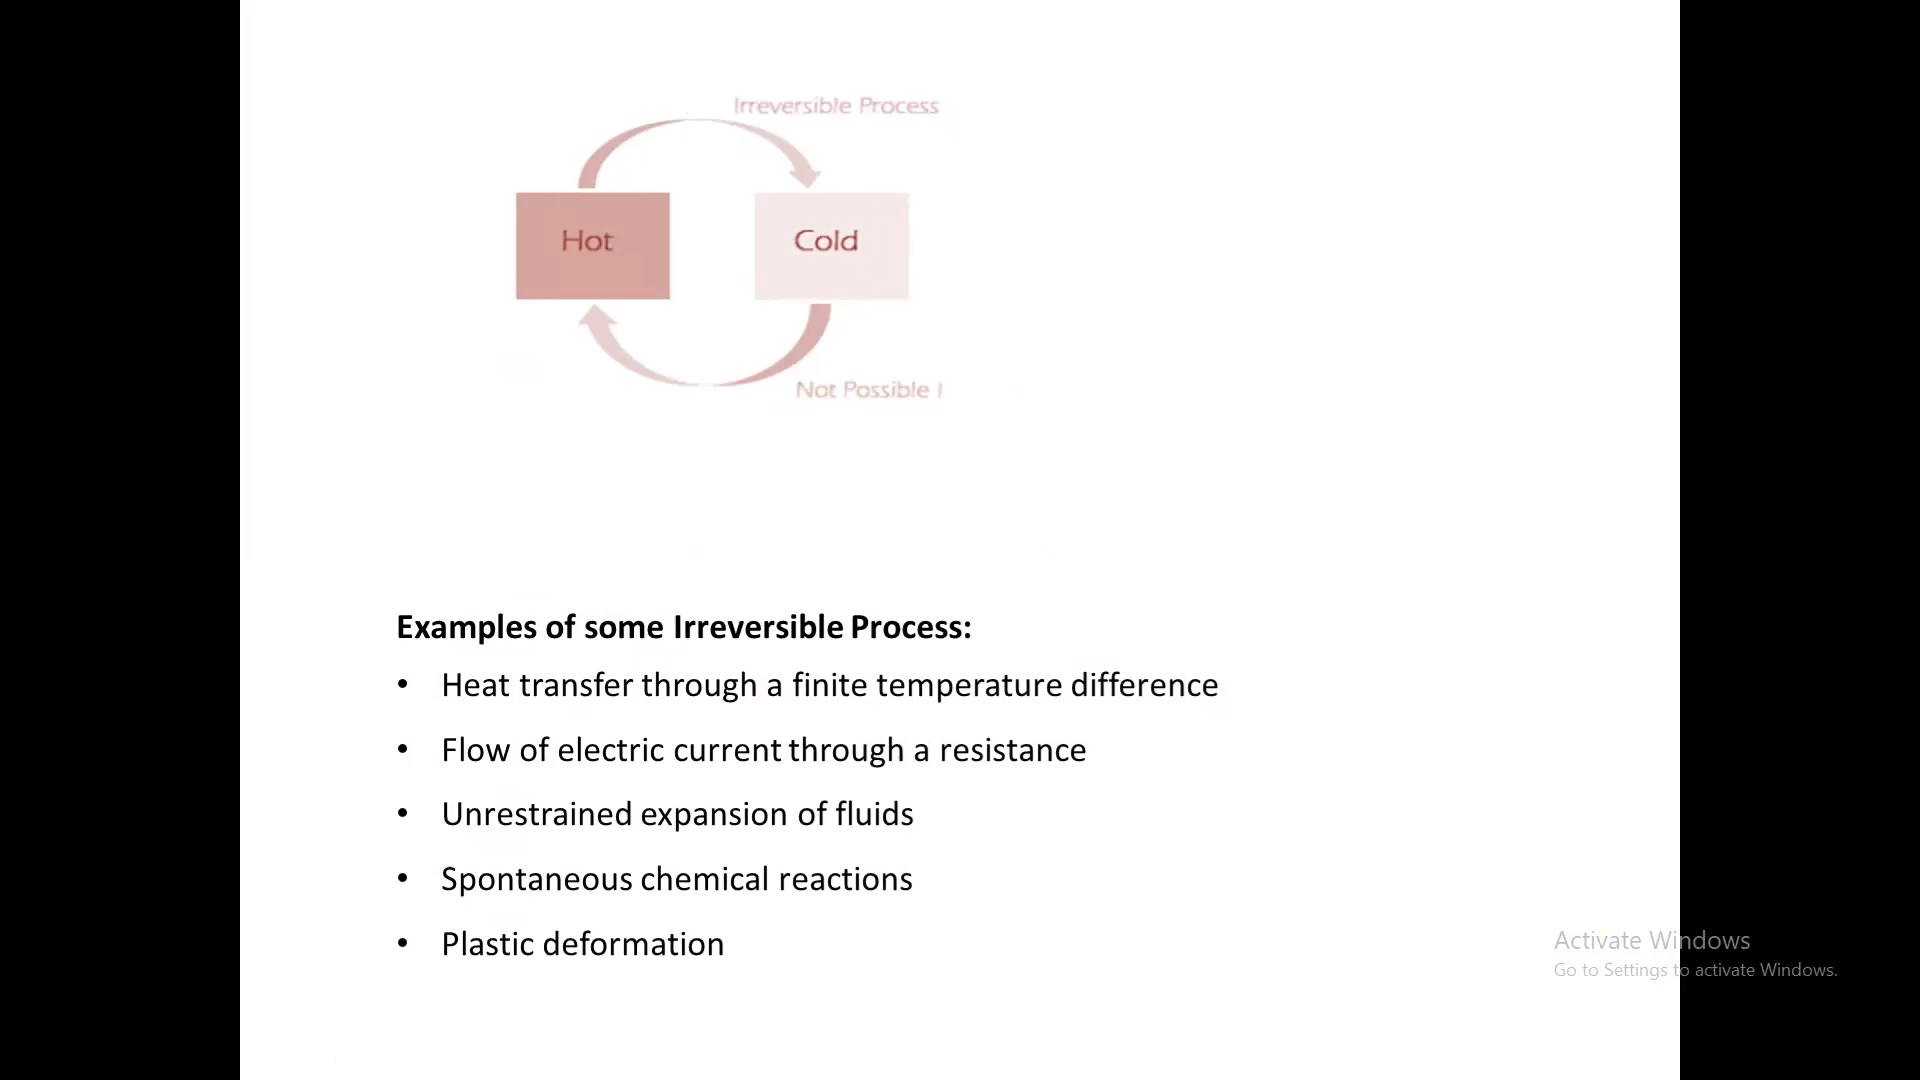 Irreversible Process
Hot
Cold
Not Possible !
Examples of some Irreversible Process:
• Heat transfer through a finite temperature difference
• Flow of electric current through a resistance
• Unrestrained expansion of fluids
• Spontaneous chemical reactions
• Plastic deformation
Activate Windows
Go to Settings to activate Windows.